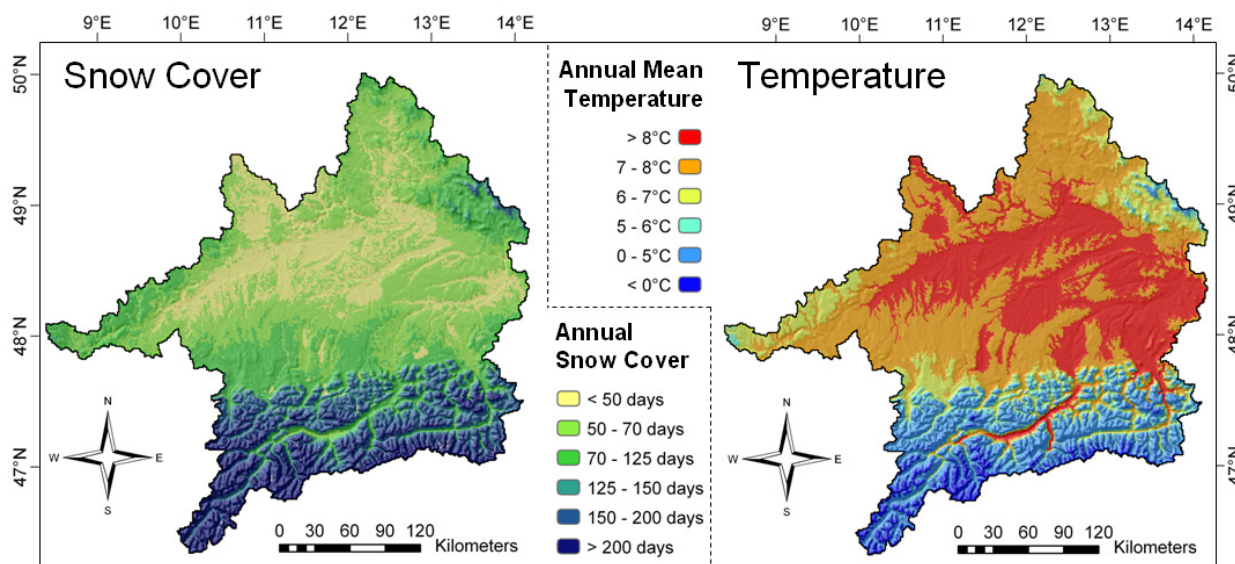 9°E 10°E 11°E 12°E 13°E 14°E
50°N
49°N
48°N
47°N
Snow Cover
N
W E
S
0 30 60 90 120
Kilometers
Annual Mean
Temperature
> 8°C
7 - 8°C
6 - 7°C
5 - 6°C
0 - 5°C
< 0°C
Annual
Snow Cover
< 50 days
50 - 70 days
70 - 125 days
125 - 150 days
150 - 200 days
> 200 days
9°E 10°E 11°E 12°E 13°E 14°E
Temperature
50°N
49°N
48°N
47°N
N
W E
S
0 30 60 90 120
Kilometers